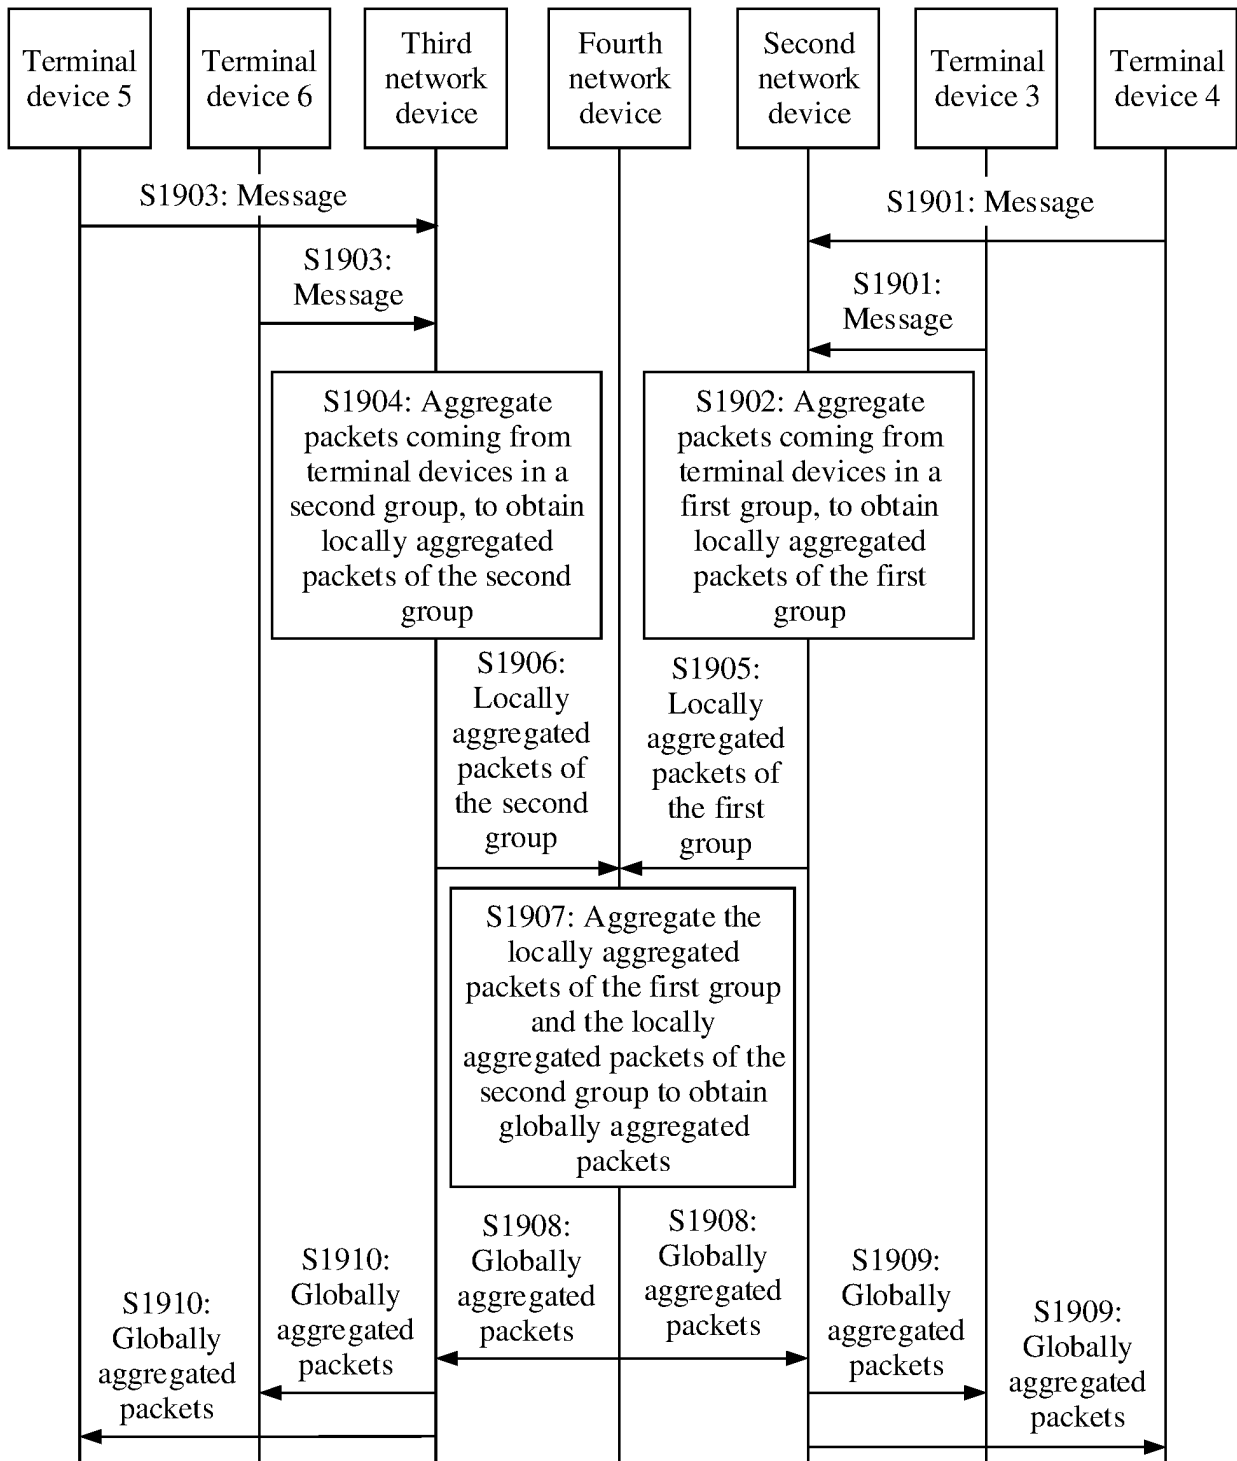 Terminal
device 5
Terminal
device 6
Third
network
device
Fourth
network
device
Second
network
device
Terminal
device 3
Terminal
device 4
S1903: Message
S1901: Message
S1903:
Message
S1901:
Message
S1904: Aggregate
packets coming from
terminal devices in a
second group, to obtain
locally aggregated
packets of the second
group
S1902: Aggregate
packets coming from
terminal devices in a
first group, to obtain
locally aggregated
packets of the first
group
S1906:
Locally
aggregated
packets of
the second
group
S1905:
Locally
aggregated
packets of
the first
group
S1907: Aggregate the
locally aggregated
packets of the first group
and the locally
aggregated packets of the
second group to obtain
globally aggregated
packets
S1908:
Globally
aggregated
packets
S1908:
Globally
aggregated
packets
S1910:
Globally
aggregated
packets
S1909:
Globally
aggregated
packets
S1910:
Globally
aggregated
packets
S1909:
Globally
aggregated
packets